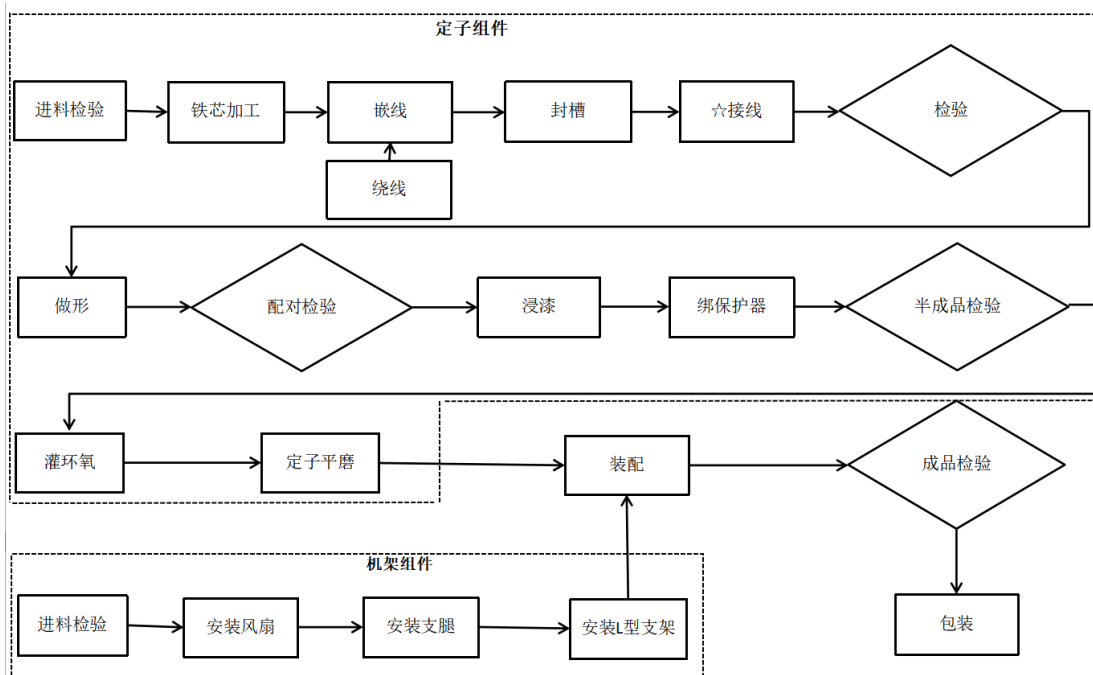 定子组件
进料检验
铁芯加工
嵌线
封槽
☆接线
检验
绕线
做形
配对检验
浸漆
绑保护器
半成品检验
灌环氧
定子平磨
装配
成品检验
机架组件
进料检验
安装风扇
安装支腿
安装L型支架
包装